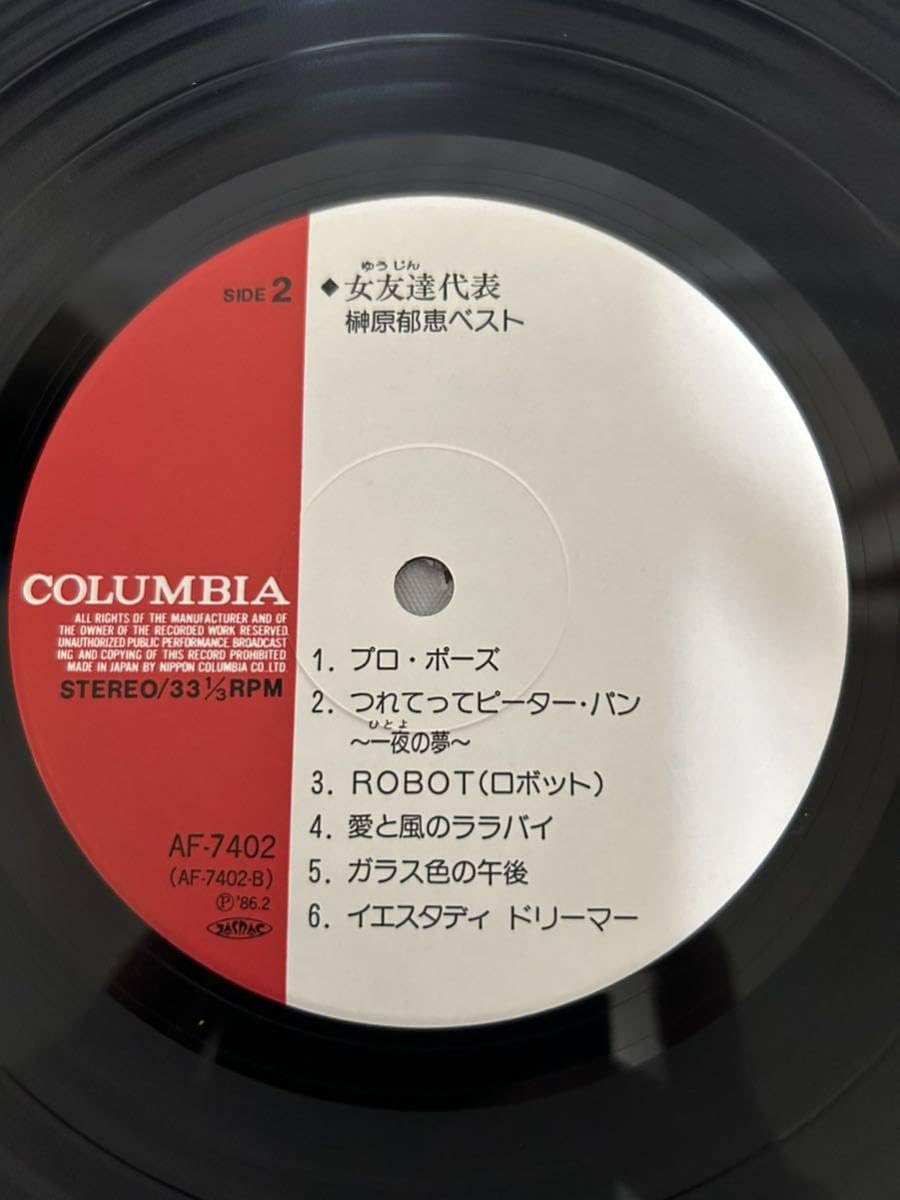 SIDE 2
ゆうじん
◆女友達代表
榊原郁恵ベスト
COLUMBIA
ALL RIGHTS OF THE MANUFACTURER AND OF
THE OWNER OF THE RECORDED WORK RESERVED.
UNAUTHORIZED PUBLIC PERFORMANCE, BROADCAST
ING AND COPYING OF THIS RECORD PROHIBITED
MADE IN JAPAN BY NIPPON COLUMBIA CO., LTD.
STEREO/33 1/3 RPM
1. プロ・ポーズ
2. つれてってピーター・パン
ひとよ
〜一夜の夢〜
3. ROBOT(ロボット)
4. 愛と風のララバイ
5. ガラス色の午後
6. イエスタディ ドリーマー
AF-7402
(AF-7402-B)
Ⓟ'86.2